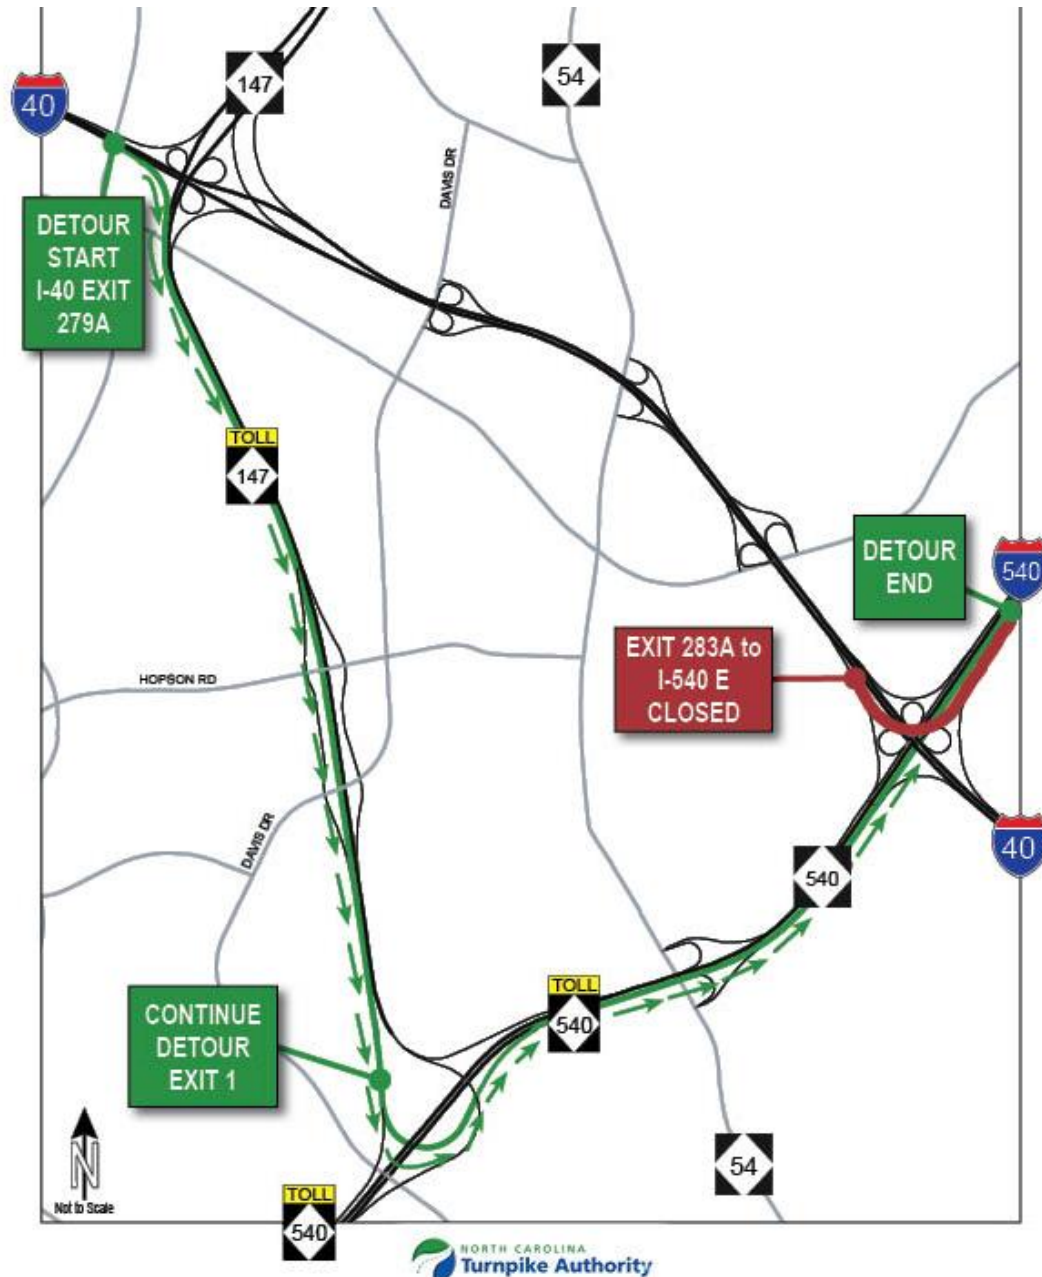 147
54
40
DAVIS DR
DETOUR
START
I-40 EXIT
279A
TOLL
147
DETOUR
END
540
EXIT 283A to
I-540 E
CLOSED
HOPSON RD
DAVIS DR
40
540
TOLL
540
CONTINUE
DETOUR
EXIT 1
N
Not to Scale
54
TOLL
540
NORTH CAROLINA
Turnpike Authority